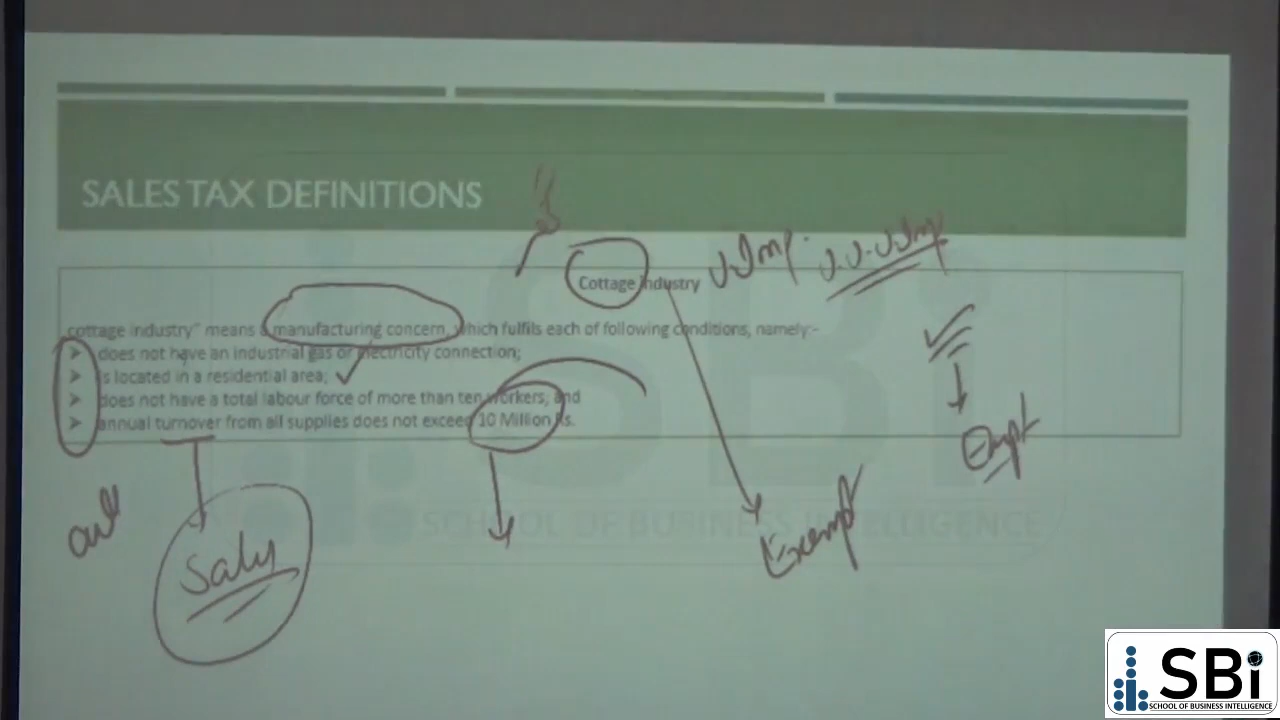 SALES TAX DEFINITIONS
Cottage Industry
cottage industry" means a manufacturing concern, which fulfils each of following conditions, namely:-
does not have an industrial gas or electricity connection;
is located in a residential area;
does not have a total labour force of more than ten workers; and
annual turnover from all supplies does not exceed 10 Million Rs.
Exempt
Sales
SCHOOL OF BUSINESS INTELLIGENCE
SBi
SCHOOL OF BUSINESS INTELLIGENCE